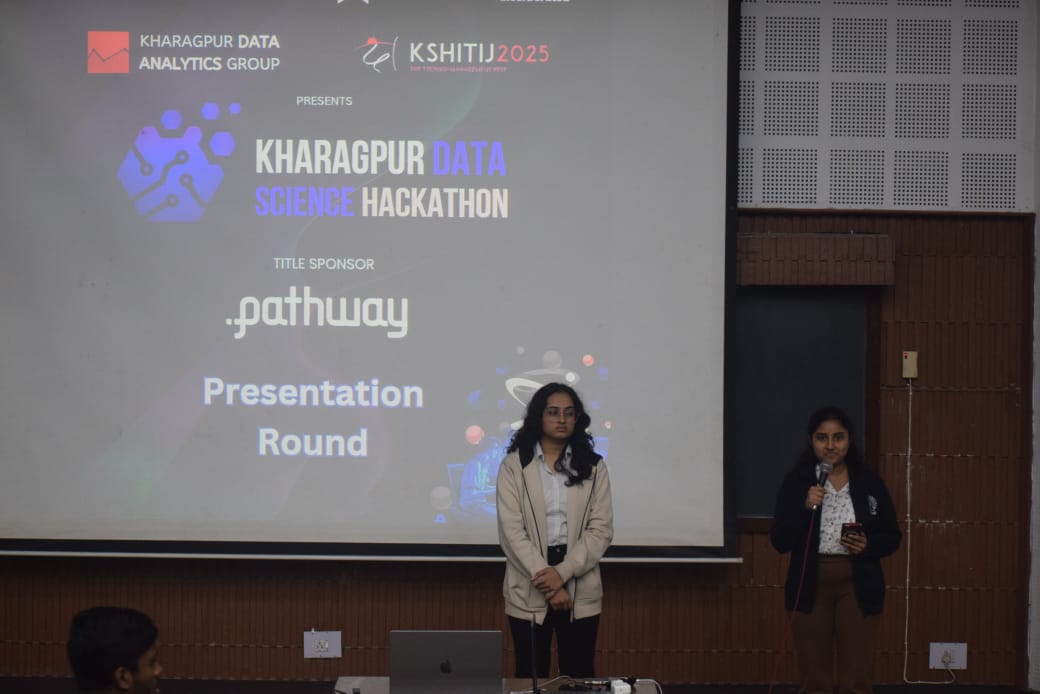 KHARAGPUR DATA
ANALYTICS GROUP
KSHITIJ2025
PRESENTS
KHARAGPUR DATA
SCIENCE HACKATHON
TITLE SPONSOR
.pathway
Presentation
Round